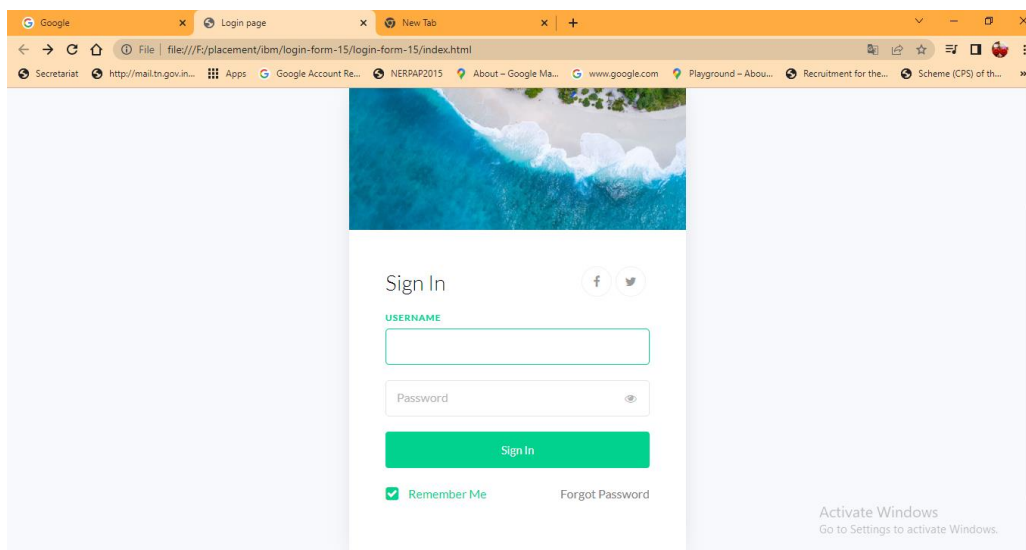 Google
Login page
New Tab
File file:///F:/placement/ibm/login-form-15/login-form-15/index.html
Secretariat http://mail.tn.gov.in... Apps Google Account Re... NERPAP2015 About – Google Ma... www.google.com Playground – Abou... Recruitment for the... Scheme (CPS) of th... »
Sign In
USERNAME
Password
Sign In
Remember Me Forgot Password
Activate Windows
Go to Settings to activate Windows.